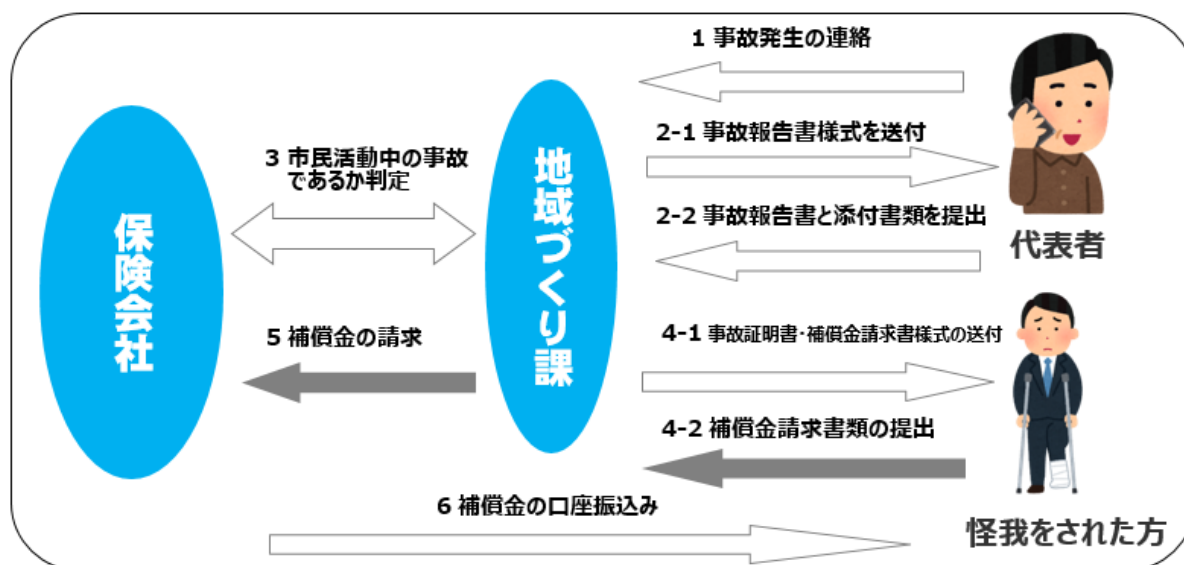 1 事故発生の連絡
2-1 事故報告書様式を送付
3 市民活動中の事故
であるか判定
2-2 事故報告書と添付書類を提出
代表者
保険会社
地域づくり課
5 補償金の請求
4-1 事故証明書・補償金請求書様式の送付
4-2 補償金請求書類の提出
6 補償金の口座振込み
怪我をされた方